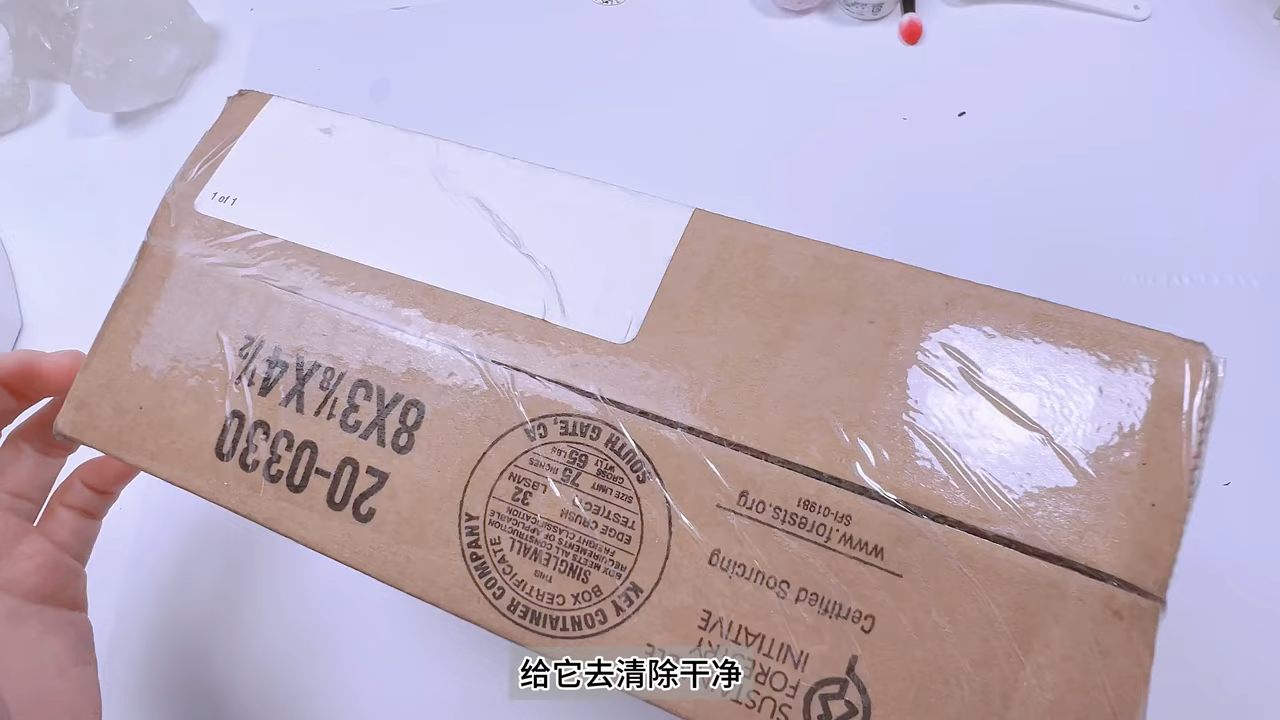 1 of 1
20-0330
8X3⅛X4½
KEY CONTAINER COMPANY
SOUTH GATE, CA
BOX CERTIFICATE
THIS
SINGLEWALL
BOX MEETS ALL CONSTRUCTION
REQUIREMENTS OF APPLICABLE
FREIGHT CLASSIFICATION
EDGE CRUSH
TEST(ECT)
32
LBS/IN
SIZE LIMIT
75
INCHES
GROSS
WT LT
65
LBS
SUSTAINABLE
FORESTRY
INITIATIVE
Certified Sourcing
www.forests.org
SFI-01981
给它去清除干净